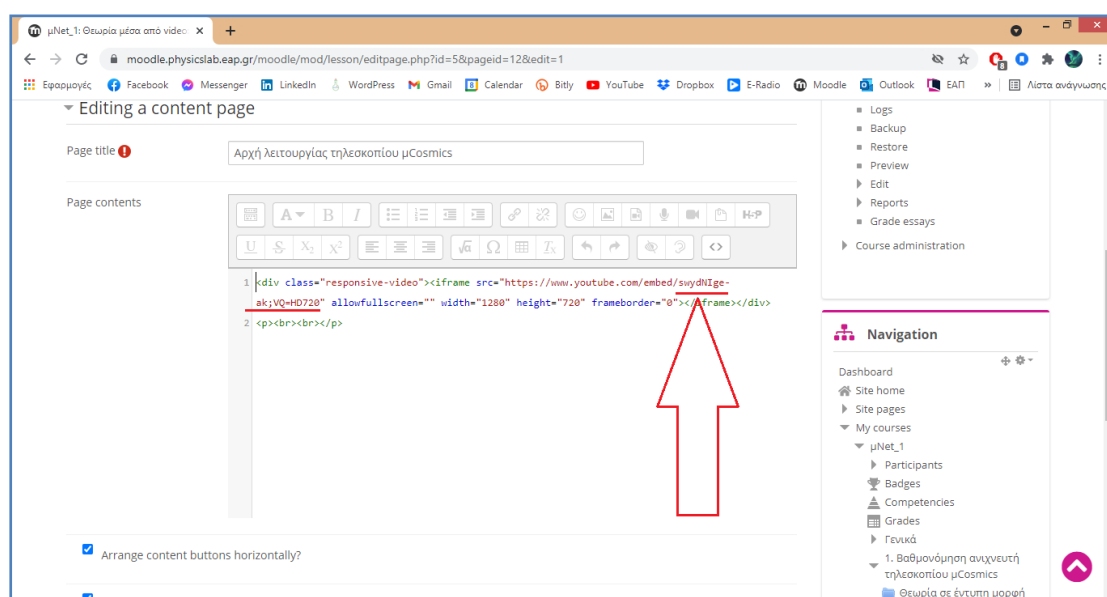 μNet_1: Θεωρία μέσα από video
moodle.physicslab.eap.gr/moodle/mod/lesson/editpage.php?id=5&pageid=12&edit=1
Εφαρμογές Facebook Messenger LinkedIn WordPress Gmail Calendar Bitly YouTube Dropbox E-Radio Moodle Outlook ΕΑΠ » Λίστα ανάγνωσης
Editing a content page
Page title
Αρχή λειτουργίας τηλεσκοπίου μCosmics
Page contents
A B I H-P
U S X2 X2 √α Ω Tx <>
1 <div class="responsive-video"><iframe src="https://www.youtube.com/embed/swydNIge-
ak;VQ=HD720" allowfullscreen="" width="1280" height="720" frameborder="0"></iframe></div>
2 <p><br><br></p>
Arrange content buttons horizontally?
Logs
Backup
Restore
Preview
Edit
Reports
Grade essays
Course administration
Navigation
Dashboard
Site home
Site pages
My courses
μNet_1
Participants
Badges
Competencies
Grades
Γενικά
1. Βαθμονόμηση ανιχνευτή
τηλεσκοπίου μCosmics
Θεωρία σε έντυπη μορφή